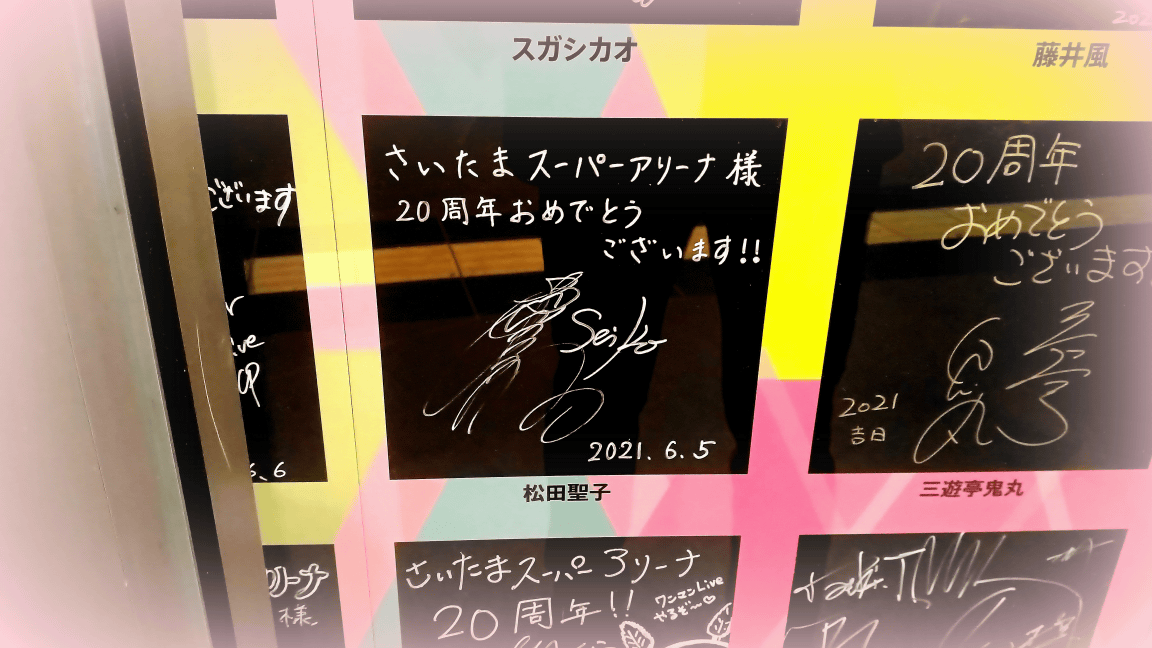 スガシカオ
藤井風
ございます
6.6
さいたまスーパーアリーナ様
20周年おめでとう
ございます!!
Seiko
2021.6.5
松田聖子
20周年
おめでとう
ございます
2021
吉日
三遊亭鬼丸
リーナ
様
さいたまスーパーアリーナ
20周年!!
ワンマンLive
やるぞ〜♡